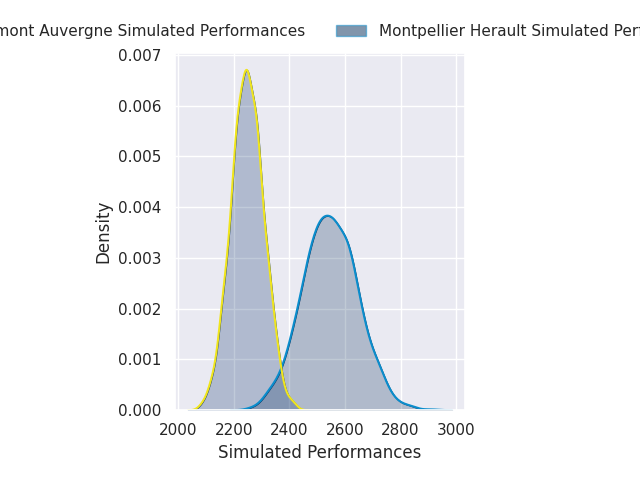 mont Auvergne Simulated Performances
Montpellier Herault Simulated
0.007
0.006
0.005
0.004
0.003
0.002
0.001
0.000
Density
2000 2200 2400 2600 2800 3000
Simulated Performances